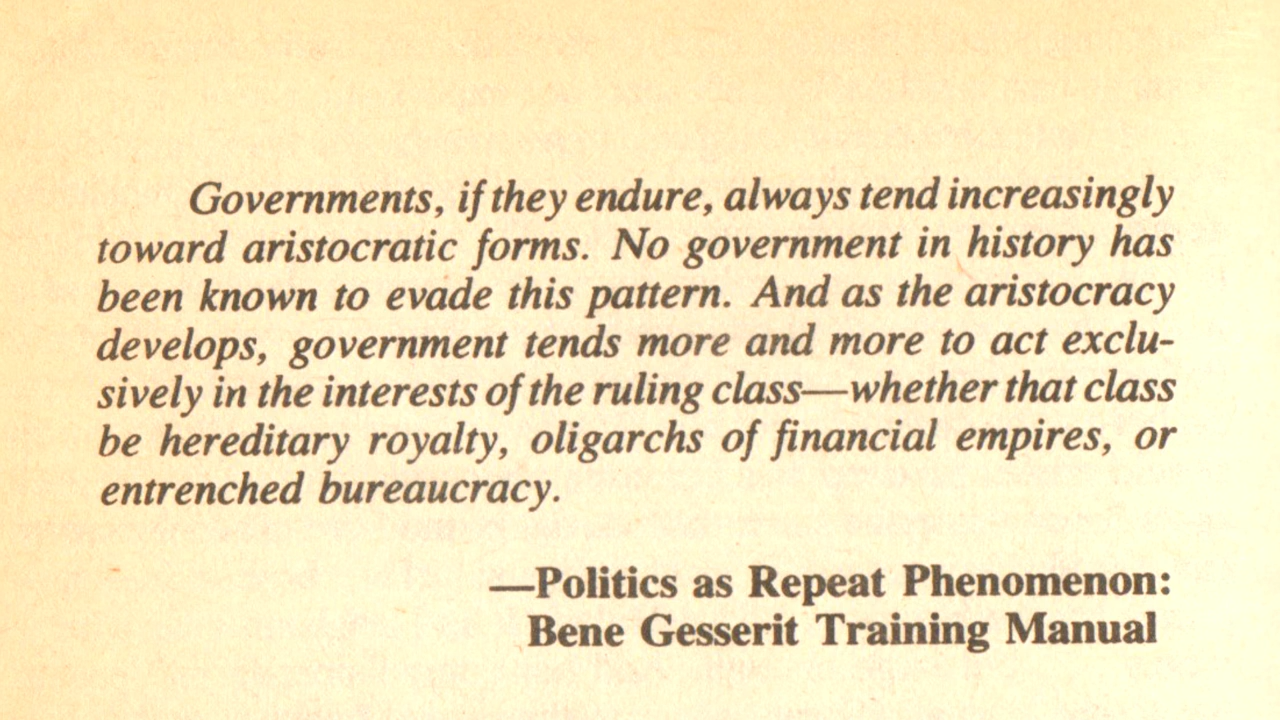 Governments, if they endure, always tend increasingly
toward aristocratic forms. No government in history has
been known to evade this pattern. And as the aristocracy
develops, government tends more and more to act exclu-
sively in the interests of the ruling class—whether that class
be hereditary royalty, oligarchs of financial empires, or
entrenched bureaucracy.
—Politics as Repeat Phenomenon:
Bene Gesserit Training Manual